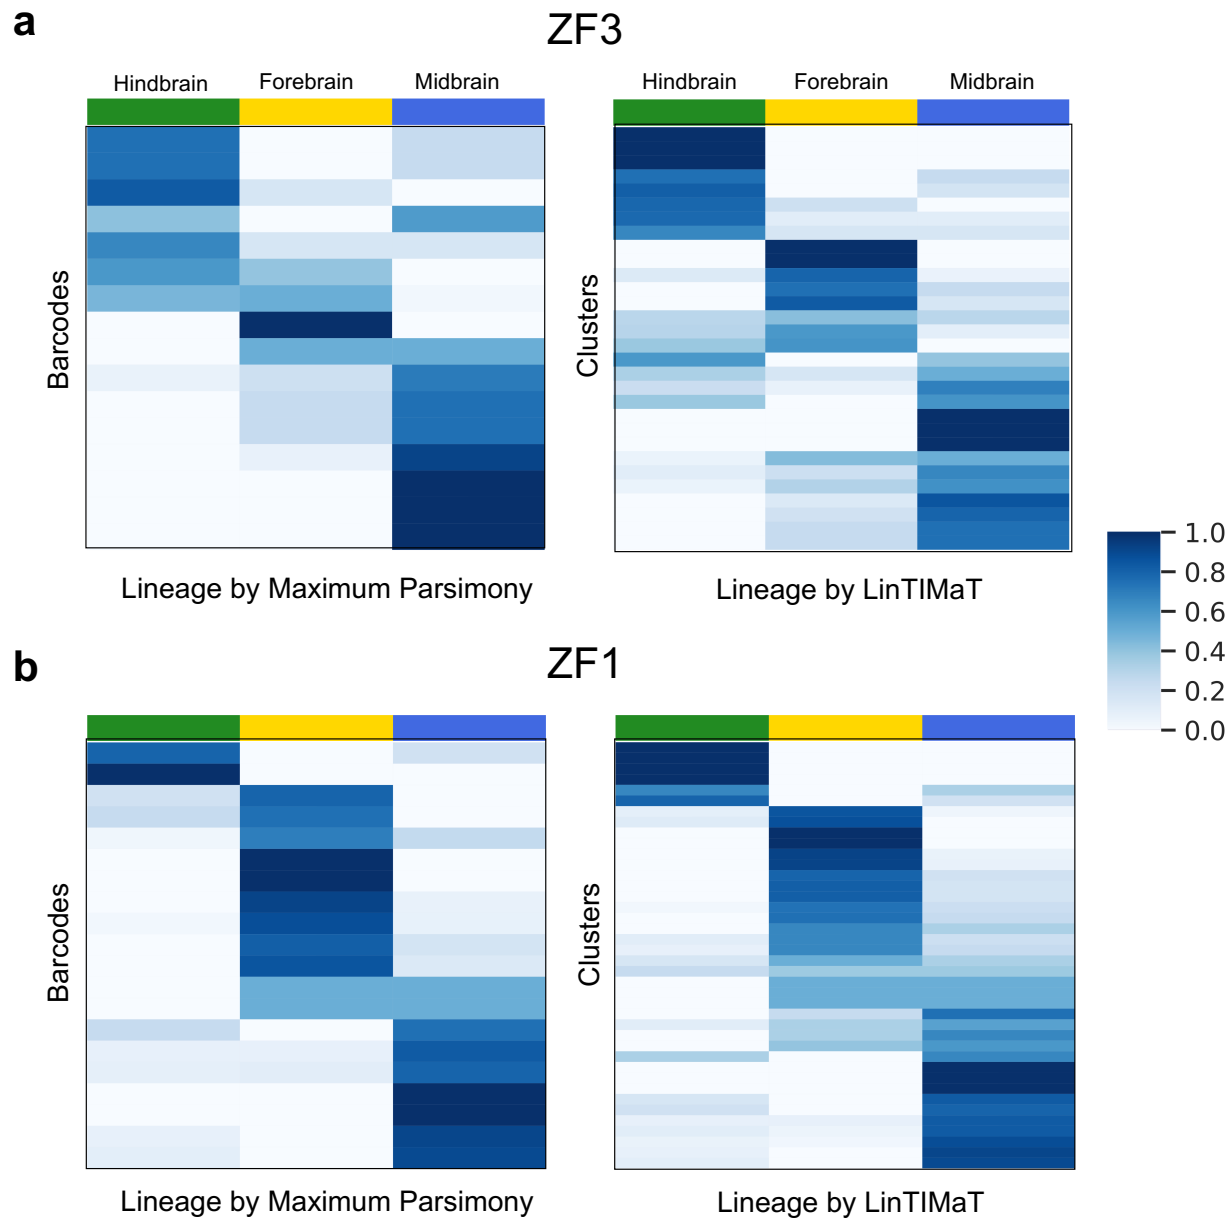 a
ZF3
Hindbrain Forebrain Midbrain
Hindbrain Forebrain Midbrain
Barcodes
Clusters
Lineage by Maximum Parsimony
Lineage by LinTIMaT
1.0
0.8
0.6
0.4
0.2
0.0
b
ZF1
Barcodes
Clusters
Lineage by Maximum Parsimony
Lineage by LinTIMaT